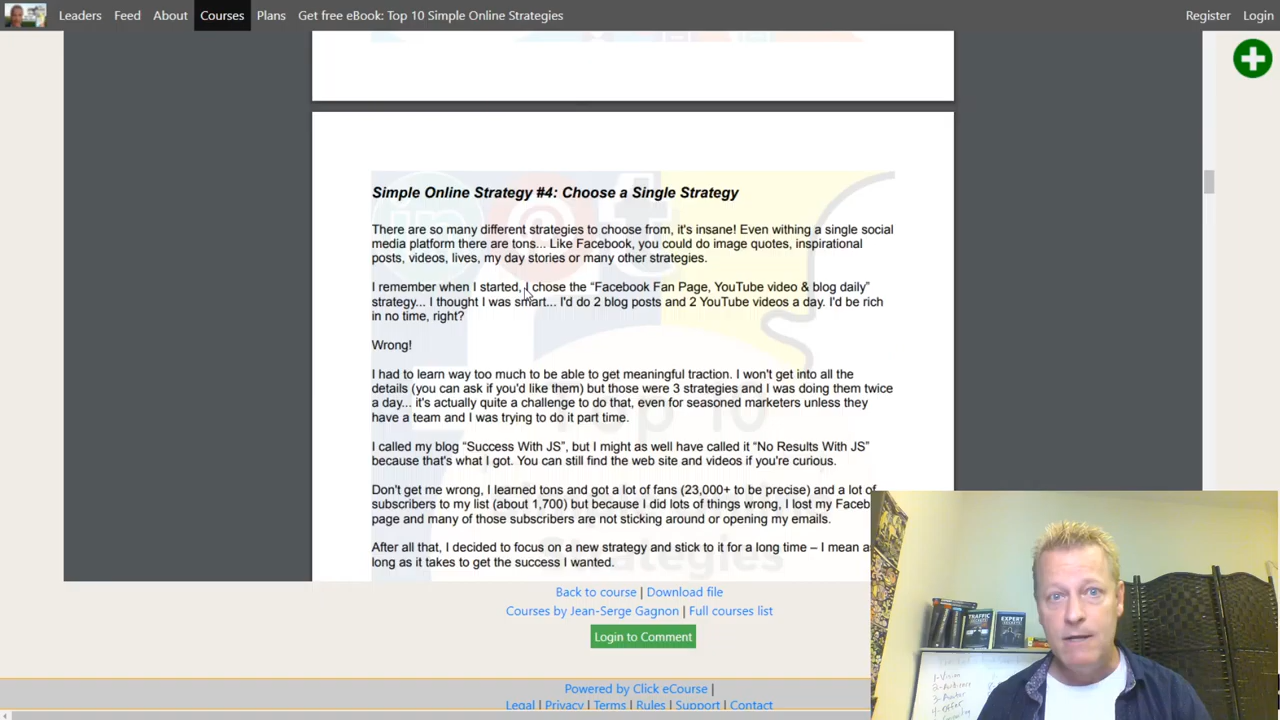 Leaders Feed About Courses Plans Get free eBook: Top 10 Simple Online Strategies Register Login
Simple Online Strategy #4: Choose a Single Strategy
There are so many different strategies to choose from, it's insane! Even withing a single social
media platform there are tons... Like Facebook, you could do image quotes, inspirational
posts, videos, lives, my day stories or many other strategies.
I remember when I started, I chose the “Facebook Fan Page, YouTube video & blog daily”
strategy... I thought I was smart... I'd do 2 blog posts and 2 YouTube videos a day. I'd be rich
in no time, right?
Wrong!
I had to learn way too much to be able to get meaningful traction. I won't get into all the
details (you can ask if you'd like them) but those were 3 strategies and I was doing them twice
a day... it's actually quite a challenge to do that, even for seasoned marketers unless they
have a team and I was trying to do it part time.
I called my blog “Success With JS”, but I might as well have called it “No Results With JS”
because that's what I got. You can still find the web site and videos if you're curious.
Don't get me wrong, I learned tons and got a lot of fans (23,000+ to be precise) and a lot of
subscribers to my list (about 1,700) but because I did lots of things wrong, I lost my Faceb
page and many of those subscribers are not sticking around or opening my emails.
After all that, I decided to focus on a new strategy and stick to it for a long time – I mean a
long as it takes to get the success I wanted.
Top 10
Strategies
Back to course | Download file
Courses by Jean-Serge Gagnon | Full courses list
Login to Comment
Powered by Click eCourse |
Legal | Privacy | Terms | Rules | Support | Contact
TRAFFIC
SECRETS
EXPERT
SECRETS
1-Vision
2-Audience